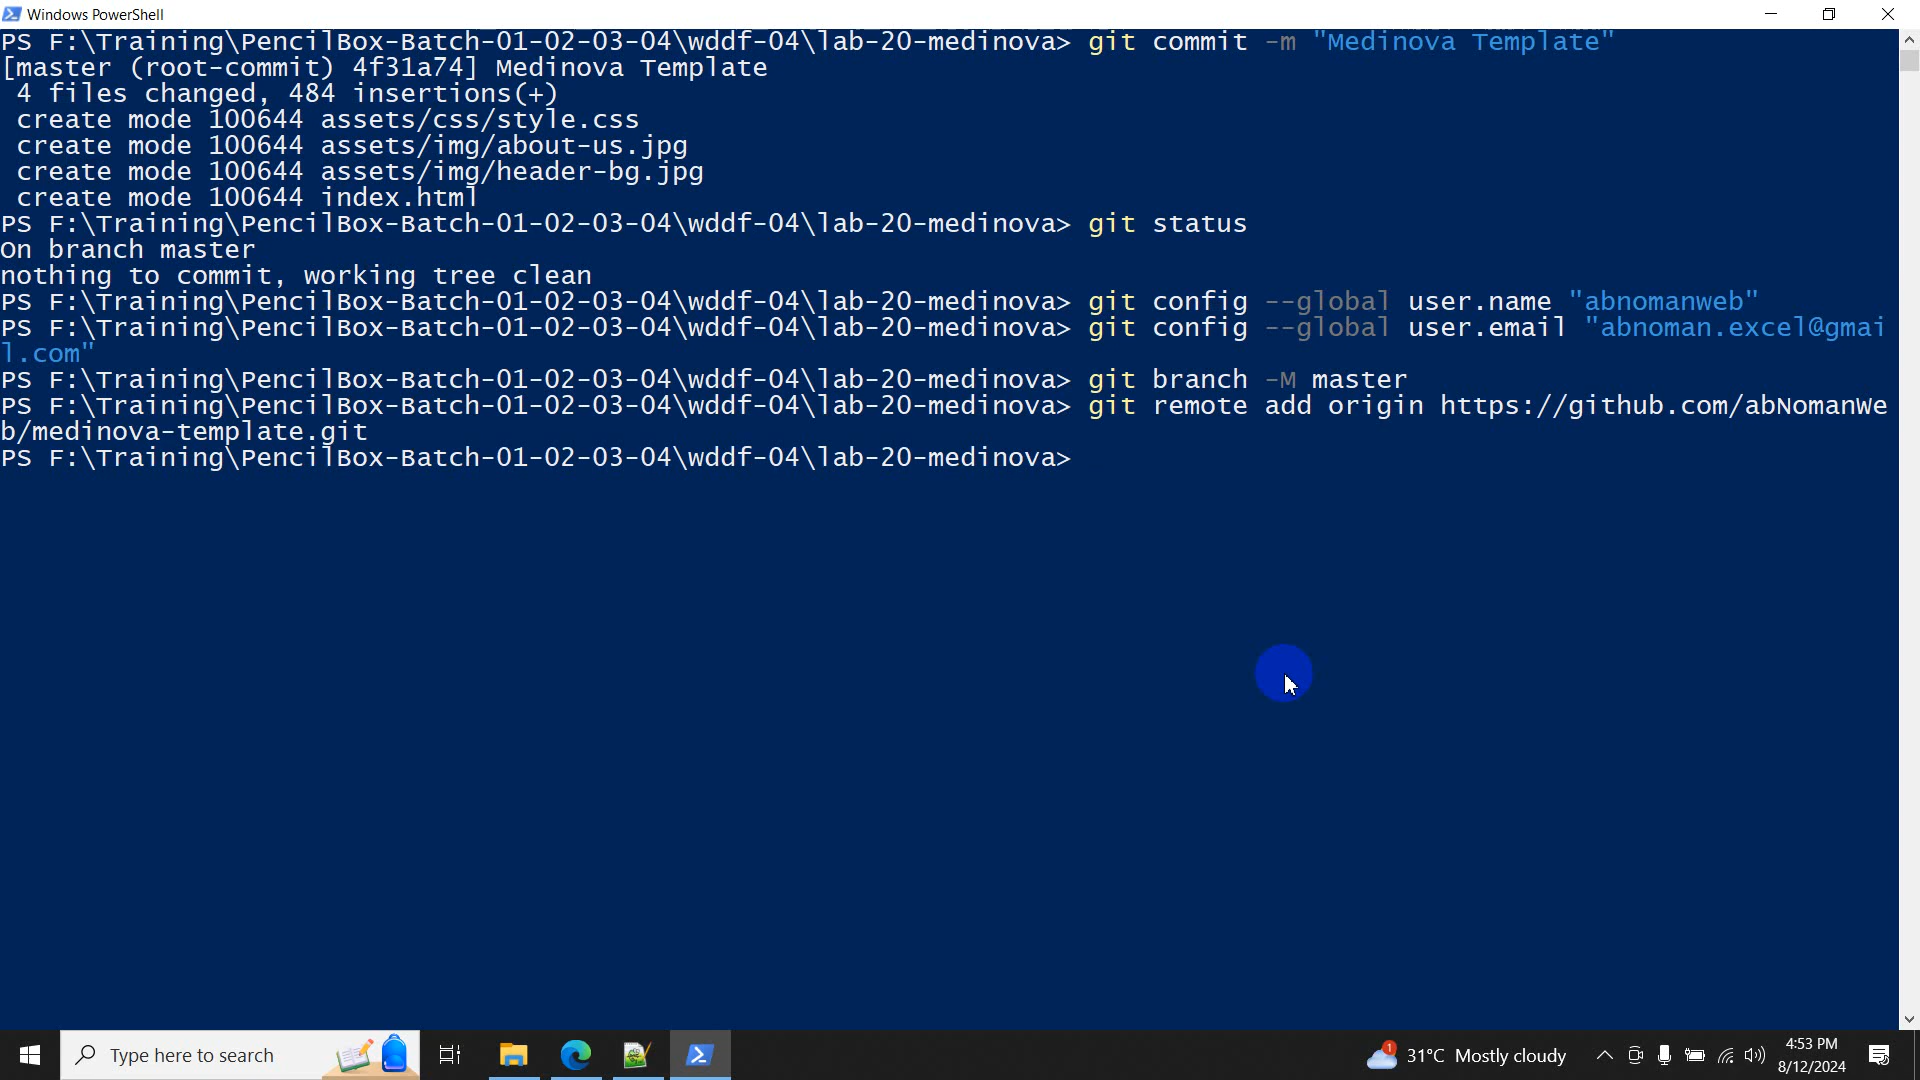 Windows PowerShell
PS F:\Training\PencilBox-Batch-01-02-03-04\wddf-04\lab-20-medinova> git commit -m "Medinova Template"
[master (root-commit) 4f31a74] Medinova Template
 4 files changed, 484 insertions(+)
 create mode 100644 assets/css/style.css
 create mode 100644 assets/img/about-us.jpg
 create mode 100644 assets/img/header-bg.jpg
 create mode 100644 index.html
PS F:\Training\PencilBox-Batch-01-02-03-04\wddf-04\lab-20-medinova> git status
On branch master
nothing to commit, working tree clean
PS F:\Training\PencilBox-Batch-01-02-03-04\wddf-04\lab-20-medinova> git config --global user.name "abnomanweb"
PS F:\Training\PencilBox-Batch-01-02-03-04\wddf-04\lab-20-medinova> git config --global user.email "abnoman.excel@gmai
l.com"
PS F:\Training\PencilBox-Batch-01-02-03-04\wddf-04\lab-20-medinova> git branch -M master
PS F:\Training\PencilBox-Batch-01-02-03-04\wddf-04\lab-20-medinova> git remote add origin https://github.com/abNomanWe
b/medinova-template.git
PS F:\Training\PencilBox-Batch-01-02-03-04\wddf-04\lab-20-medinova>
Type here to search
1
31°C Mostly cloudy
4:53 PM
8/12/2024